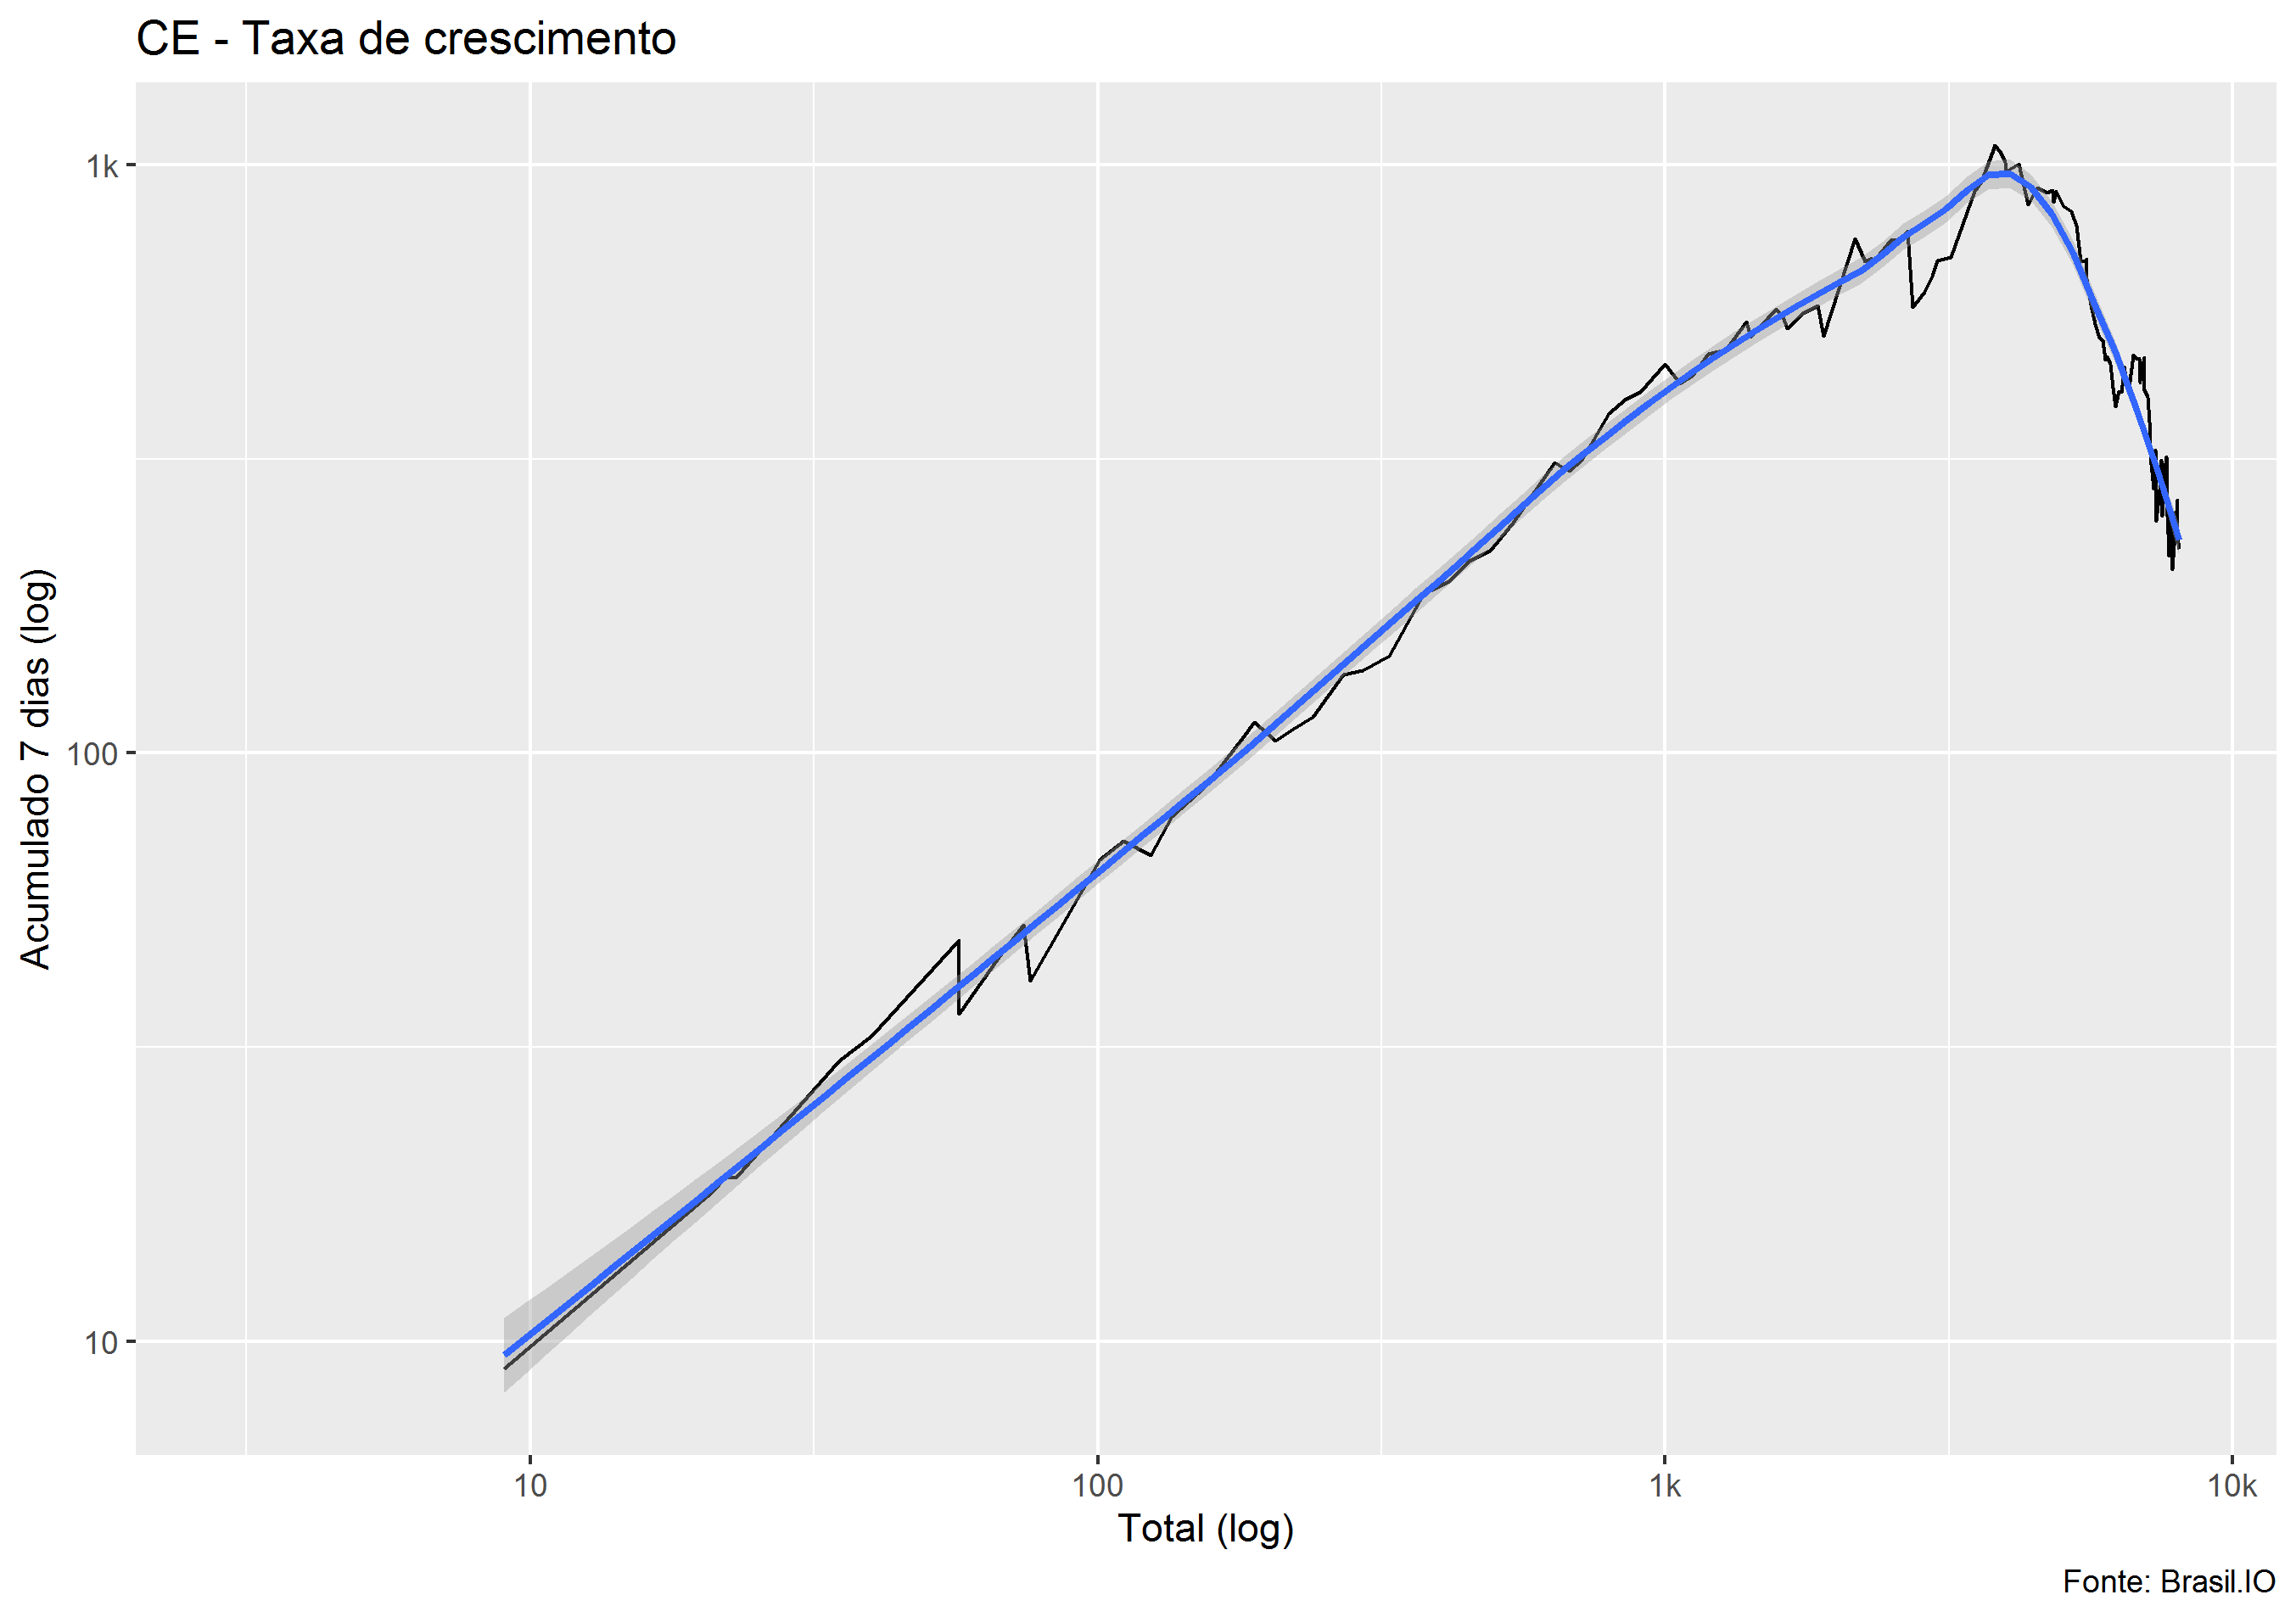 CE - Taxa de crescimento
1k
100
10
Acumulado 7 dias (log)
10
100
1k
10k
Total (log)
Fonte: Brasil.IO